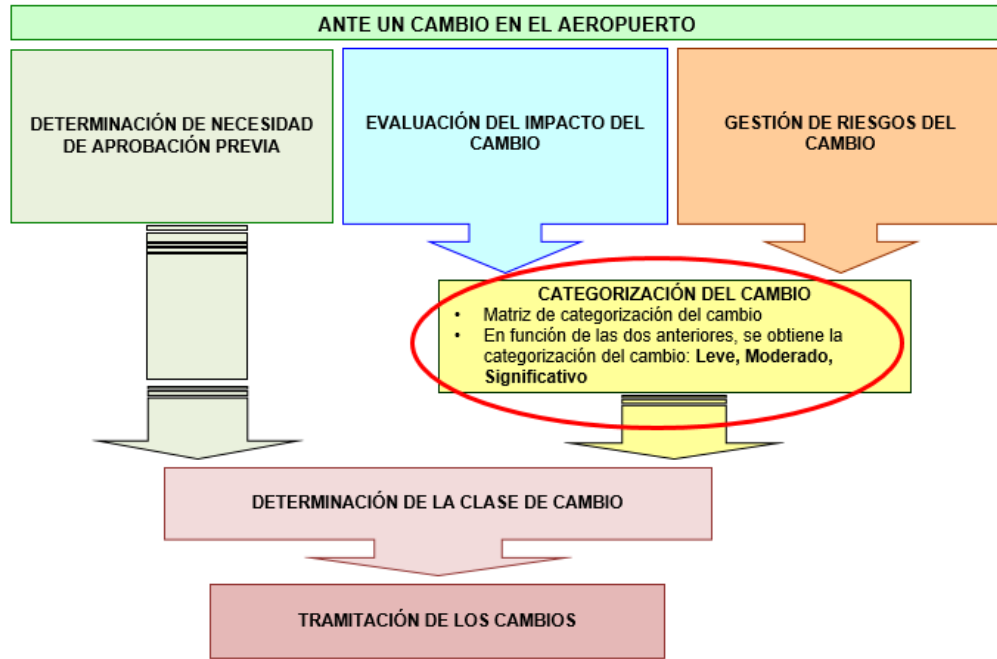 ANTE UN CAMBIO EN EL AEROPUERTO
DETERMINACIÓN DE NECESIDAD
DE APROBACIÓN PREVIA
EVALUACIÓN DEL IMPACTO DEL
CAMBIO
GESTIÓN DE RIESGOS DEL
CAMBIO
CATEGORIZACIÓN DEL CAMBIO
• Matriz de categorización del cambio
• En función de las dos anteriores, se obtiene la
categorización del cambio: Leve, Moderado,
Significativo
DETERMINACIÓN DE LA CLASE DE CAMBIO
TRAMITACIÓN DE LOS CAMBIOS